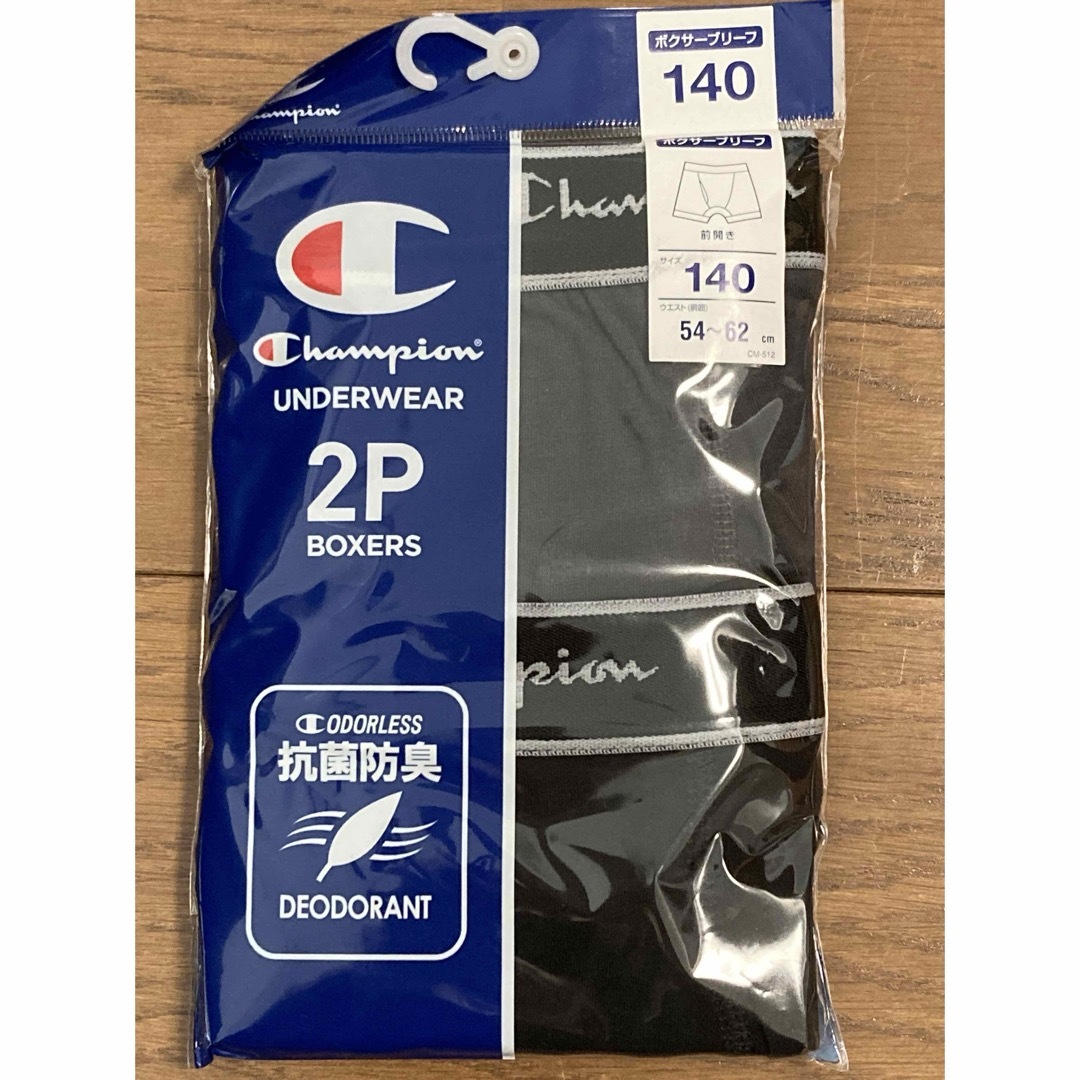 ボクサーブリーフ
140
Champion
ボクサーブリーフ
前開き
サイズ
140
ウエスト(胴囲)
54〜62 cm
CM-512
Champion®
UNDERWEAR
2P
BOXERS
pion
ODORLESS
抗菌防臭
DEODORANT